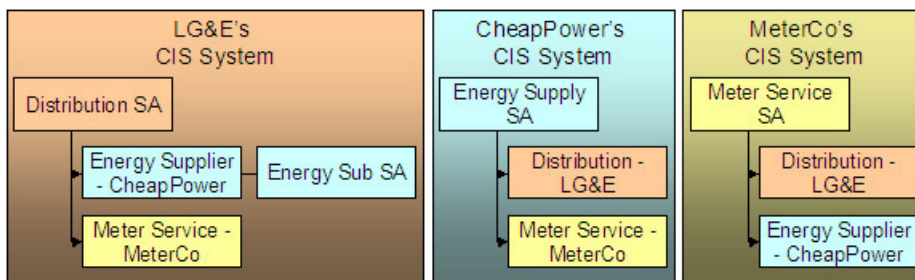 LG&E's
CIS System
Distribution SA
Energy Supplier
- CheapPower
Energy Sub SA
Meter Service -
MeterCo
CheapPower's
CIS System
Energy Supply
SA
Distribution -
LG&E
Meter Service -
MeterCo
MeterCo's
CIS System
Meter Service
SA
Distribution -
LG&E
Energy Supplier
- CheapPower